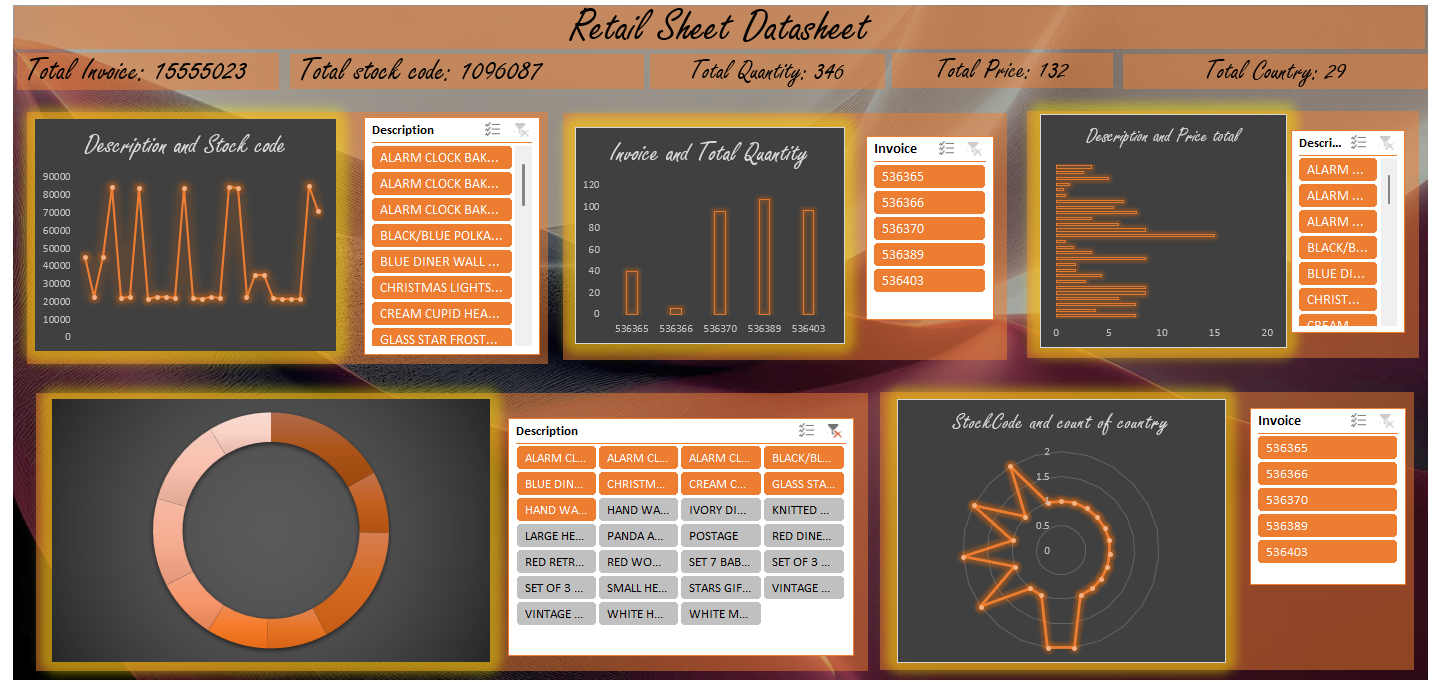 Retail Sheet Datasheet
Total Invoice: 15555023
Total stock code: 1096087
Total Quantity: 346
Total Price: 132
Total Country: 29
Description and Stock code
90000
80000
70000
60000
50000
40000
30000
20000
10000
0
Description
ALARM CLOCK BAK...
ALARM CLOCK BAK...
ALARM CLOCK BAK...
BLACK/BLUE POLKA...
BLUE DINER WALL ...
CHRISTMAS LIGHTS...
CREAM CUPID HEA...
GLASS STAR FROST...
Invoice and Total Quantity
120
100
80
60
40
20
0
536365 536366 536370 536389 536403
Invoice
536365
536366
536370
536389
536403
Description and Price total
0 5 10 15 20
Descri...
ALARM ...
ALARM ...
ALARM ...
BLACK/B...
BLUE DI...
CHRIST...
CREAM
Description
ALARM CL... ALARM CL... ALARM CL... BLACK/BL...
BLUE DIN... CHRISTM... CREAM C... GLASS STA...
HAND WA... HAND WA... IVORY DI... KNITTED ...
LARGE HE... PANDA A... POSTAGE RED DINE...
RED RETR... RED WO... SET 7 BAB... SET OF 3 ...
SET OF 3 ... SMALL HE... STARS GIF... VINTAGE ...
VINTAGE ... WHITE H... WHITE M...
StockCode and count of country
2
1.5
1
0.5
0
Invoice
536365
536366
536370
536389
536403